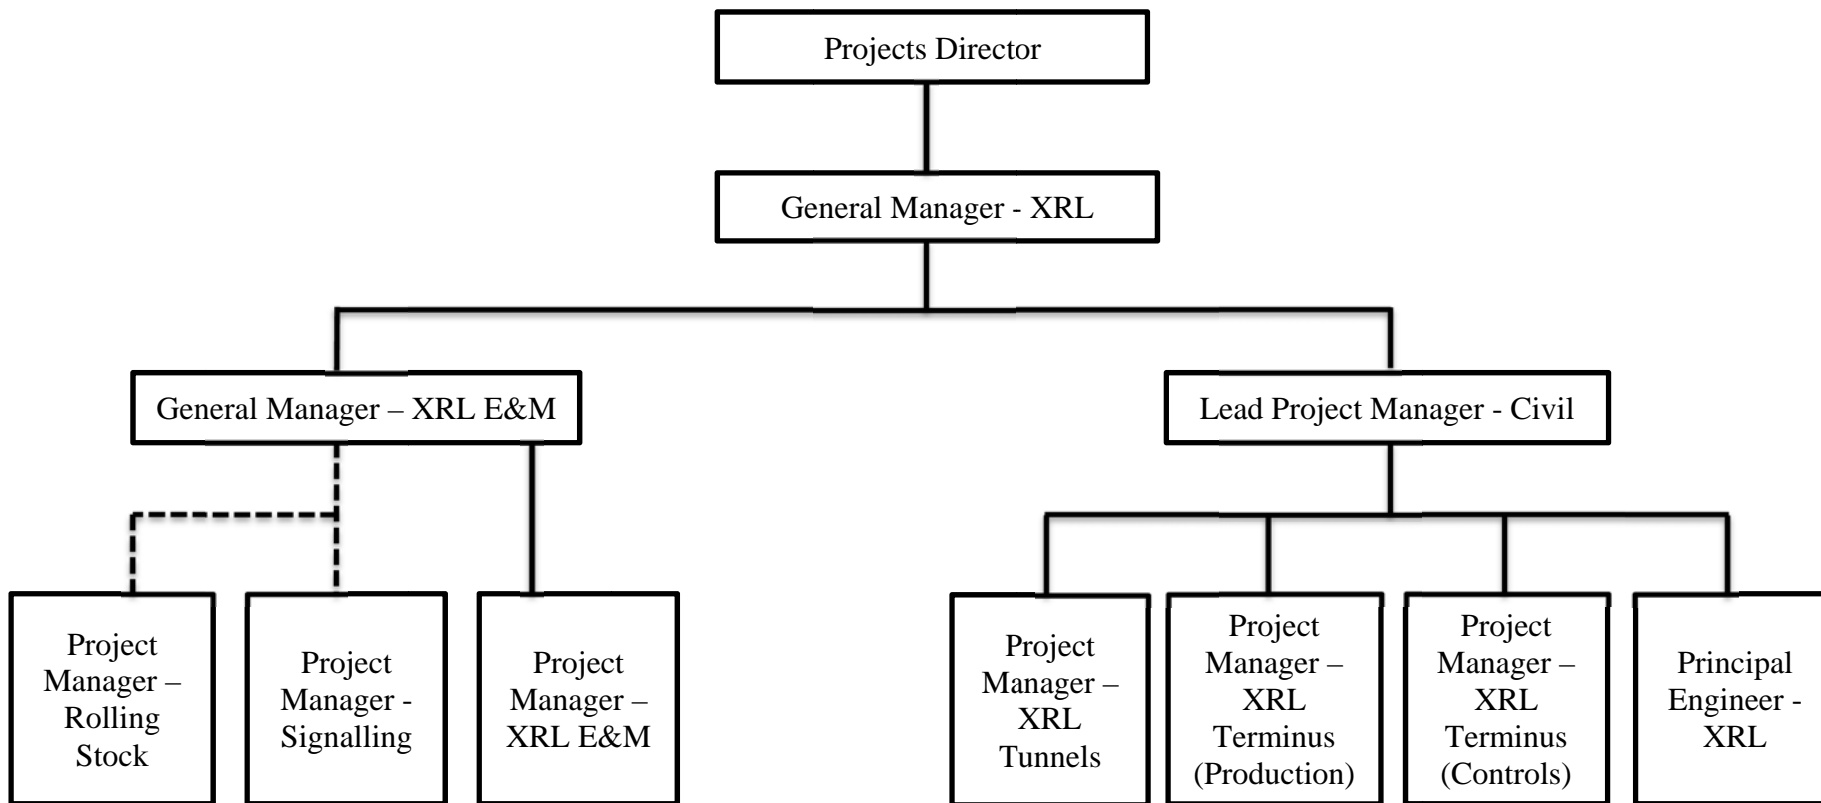 Projects Director
General Manager - XRL
General Manager – XRL E&M
Lead Project Manager - Civil
Project
Manager –
Rolling
Stock
Project
Manager -
Signalling
Project
Manager –
XRL E&M
Project
Manager –
XRL
Tunnels
Project
Manager –
XRL
Terminus
(Production)
Project
Manager –
XRL
Terminus
(Controls)
Principal
Engineer -
XRL